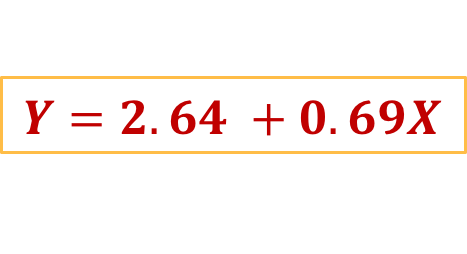 Y = 2.64 + 0.69X